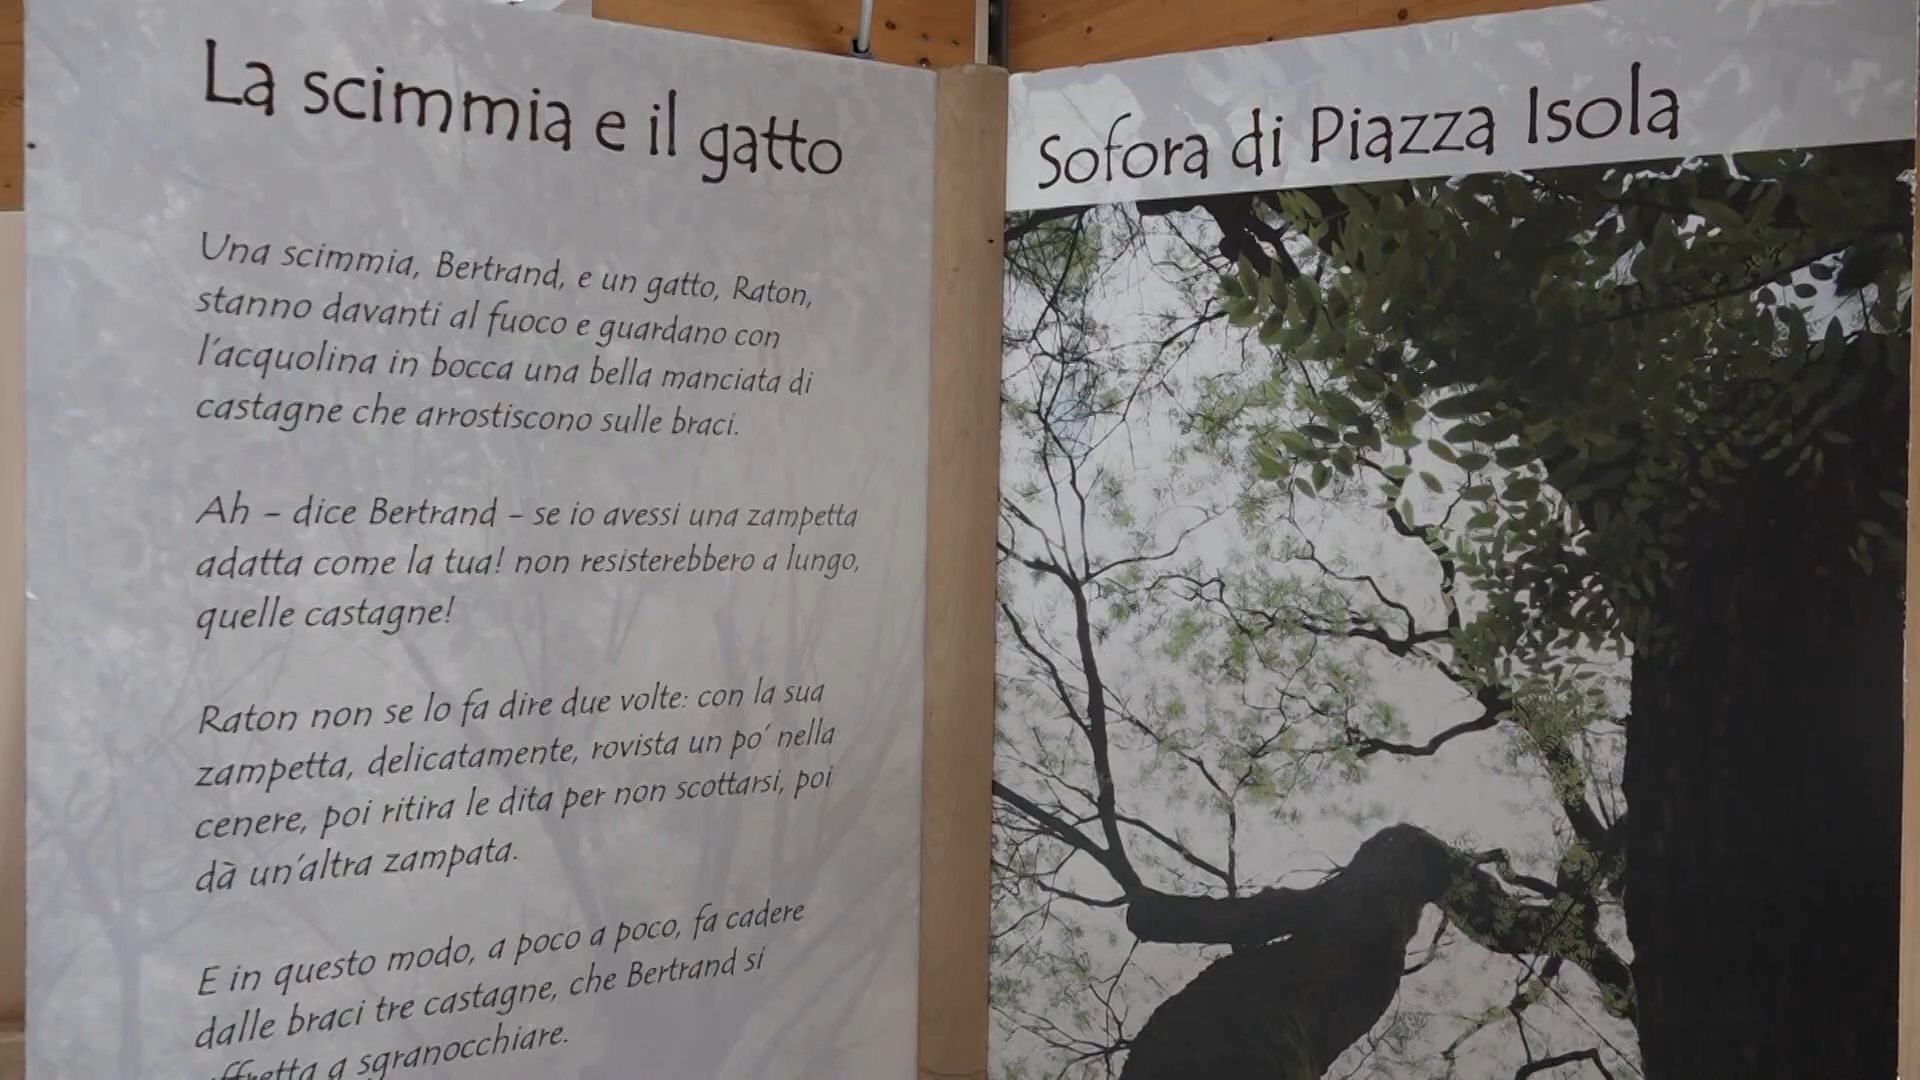 La scimmia e il gatto
Una scimmia, Bertrand, e un gatto, Raton,
stanno davanti al fuoco e guardano con
l'acquolina in bocca una bella manciata di
castagne che arrostiscono sulle braci.
Ah – dice Bertrand – se io avessi una zampetta
adatta come la tua! non resisterebbero a lungo,
quelle castagne!
Raton non se lo fa dire due volte: con la sua
zampetta, delicatamente, rovista un po' nella
cenere, poi ritira le dita per non scottarsi, poi
dà un'altra zampata.
E in questo modo, a poco a poco, fa cadere
dalle braci tre castagne, che Bertrand si
a sgranocchiare.
Sofora di Piazza Isola